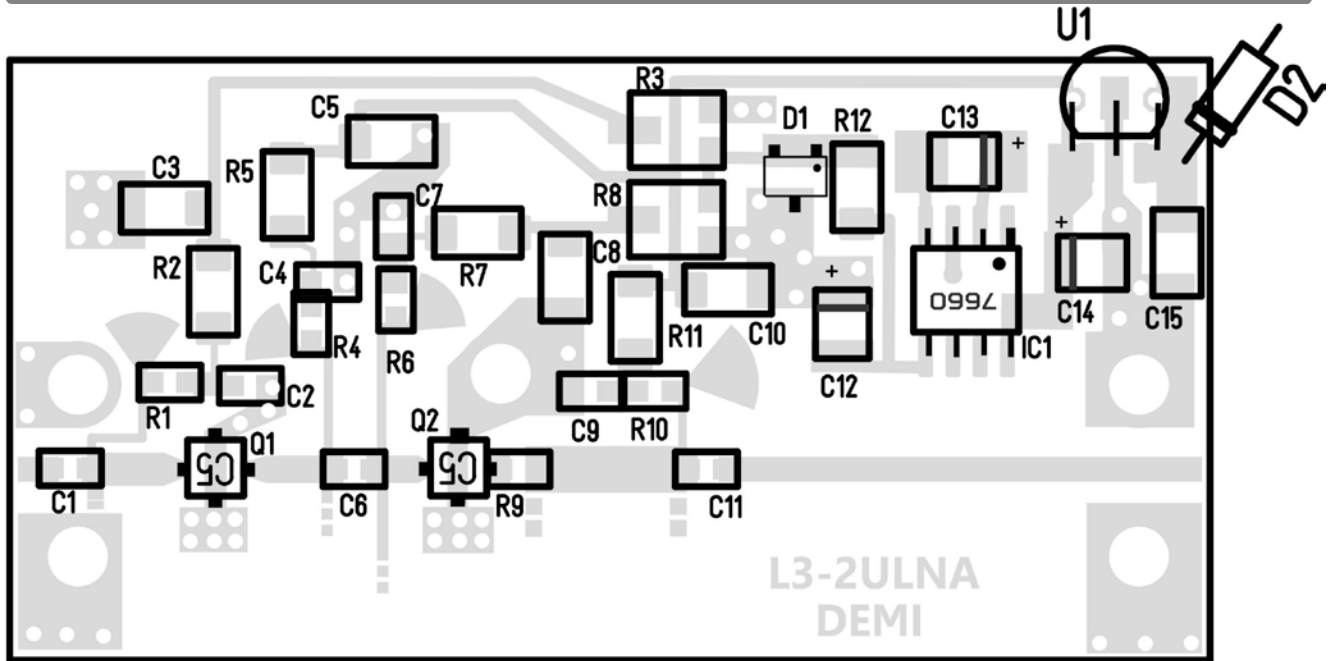 U1
D2
R3
C5
D1
R12
C13
+
C3
R5
C7
R8
+
R2
C4
R7
C8
+
7660
R4
R6
R11
C10
C14
C15
IC1
R1
C2
C9
R10
C12
Q1
Q2
C5
C5
C1
C6
R9
C11
L3-2ULNA
DEMI